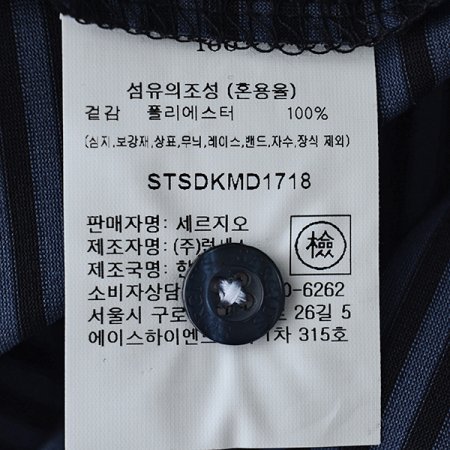 섬유의조성 (혼용율)
겉감 폴리에스터 100%
(심지,보강재,상표,무늬,레이스,밴드,자수,장식 제외)
STSDKMD1718
판매자명: 세르지오
제조자명: (주)
제조국명:
檢
소비자상담 0-6262
서울시 구로 26길 5
에이스하이엔 1차 315호